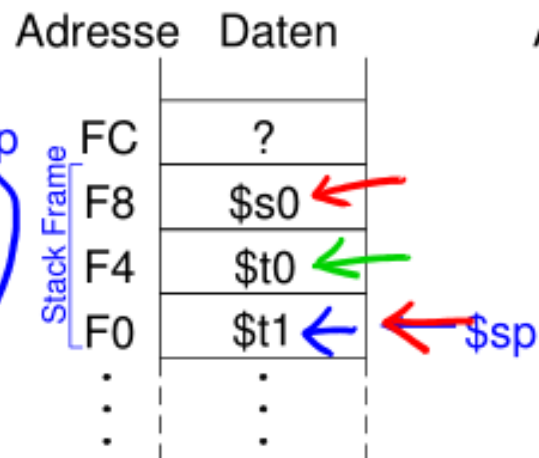 Adresse Daten
p FC ?
Stack Frame
F8 $s0
F4 $t0
F0 $t1 $sp